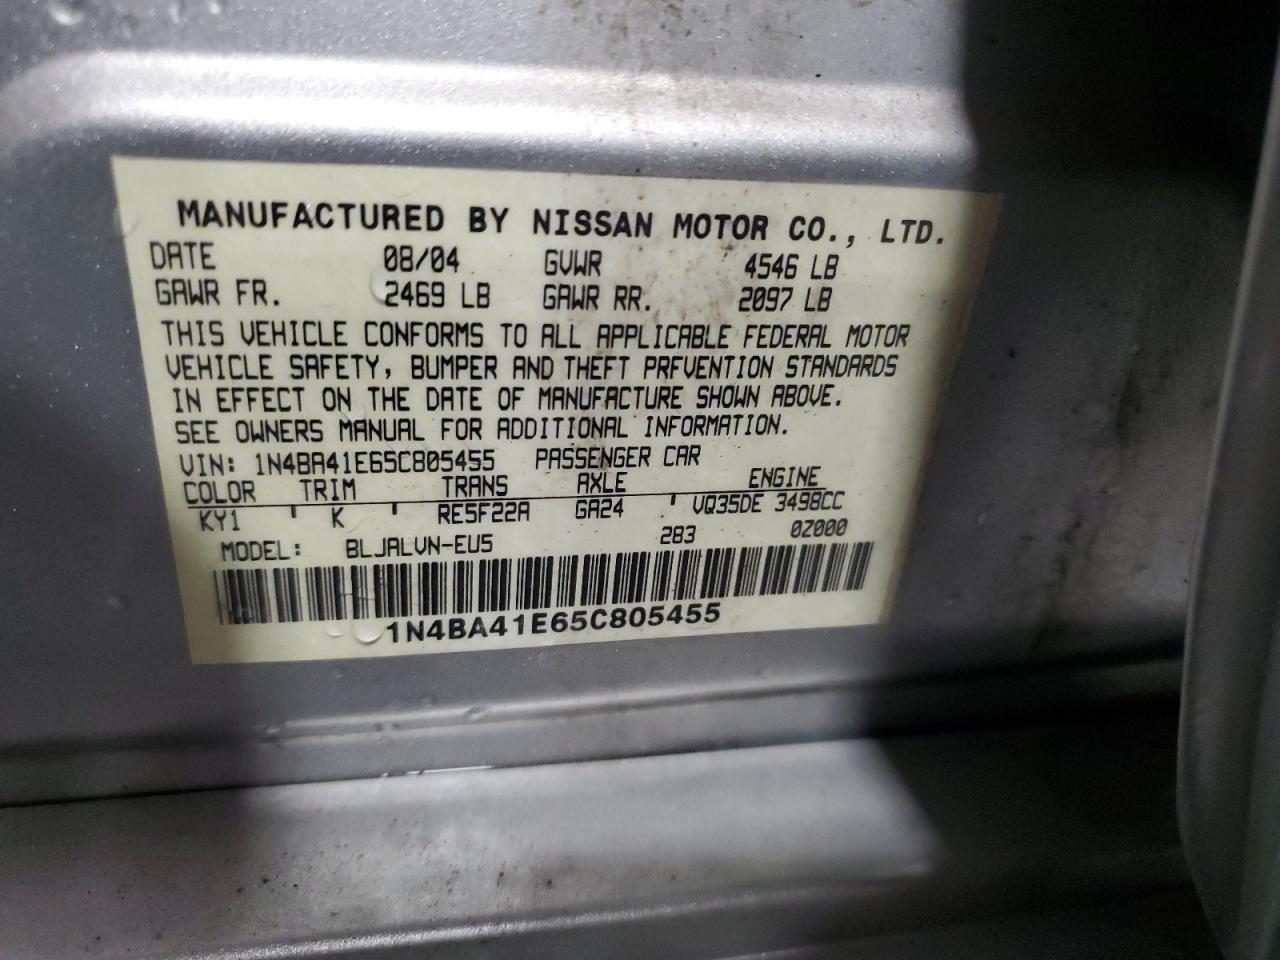 MANUFACTURED BY NISSAN MOTOR CO., LTD.
DATE 08/04 GVWR 4546 LB
GAWR FR. 2469 LB GAWR RR. 2097 LB
THIS VEHICLE CONFORMS TO ALL APPLICABLE FEDERAL MOTOR
VEHICLE SAFETY, BUMPER AND THEFT PREVENTION STANDARDS
IN EFFECT ON THE DATE OF MANUFACTURE SHOWN ABOVE.
SEE OWNERS MANUAL FOR ADDITIONAL INFORMATION.
VIN: 1N4BA41E65C805455 PASSENGER CAR
COLOR TRIM TRANS AXLE ENGINE
KY1 K RE5F22A GA24 VQ35DE 3498CC
MODEL: BLJALVN-EU5 283 0Z000
1N4BA41E65C805455